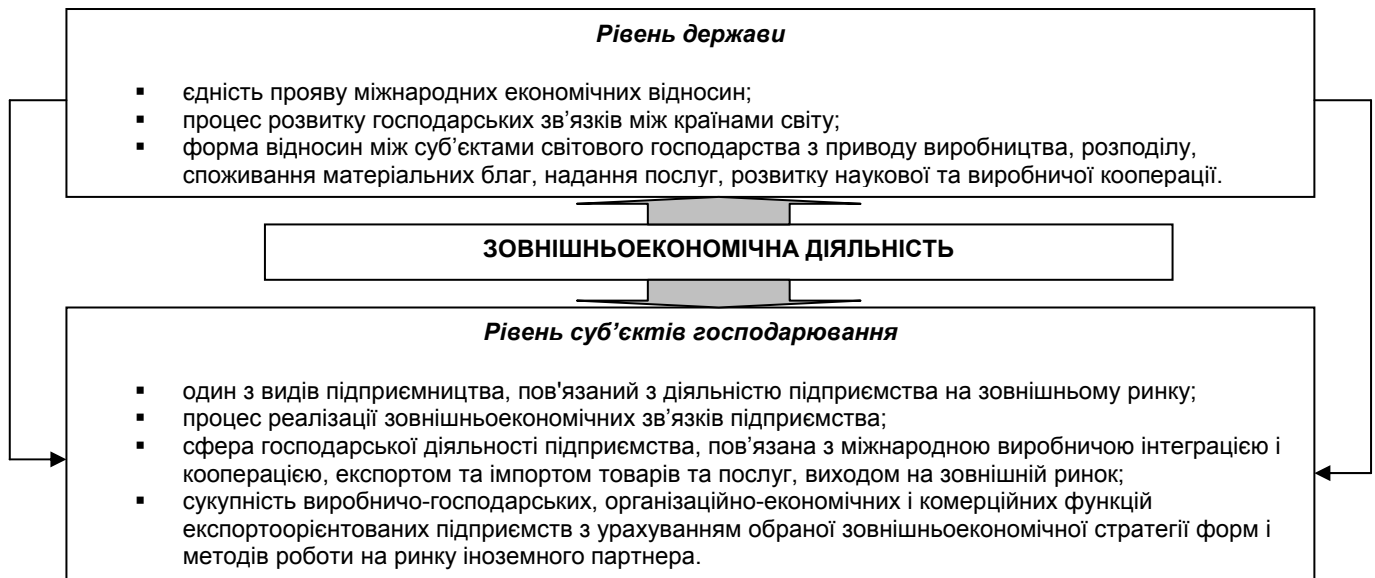 Рівень держави
▪ єдність прояву міжнародних економічних відносин;
▪ процес розвитку господарських зв’язків між країнами світу;
▪ форма відносин між суб’єктами світового господарства з приводу виробництва, розподілу,
споживання матеріальних благ, надання послуг, розвитку наукової та виробничої кооперації.
ЗОВНІШНЬОЕКОНОМІЧНА ДІЯЛЬНІСТЬ
Рівень суб’єктів господарювання
▪ один з видів підприємництва, пов'язаний з діяльністю підприємства на зовнішньому ринку;
▪ процес реалізації зовнішньоекономічних зв’язків підприємства;
▪ сфера господарської діяльності підприємства, пов’язана з міжнародною виробничою інтеграцією і
кооперацією, експортом та імпортом товарів та послуг, виходом на зовнішній ринок;
▪ сукупність виробничо-господарських, організаційно-економічних і комерційних функцій
експортоорієнтованих підприємств з урахуванням обраної зовнішньоекономічної стратегії форм і
методів роботи на ринку іноземного партнера.